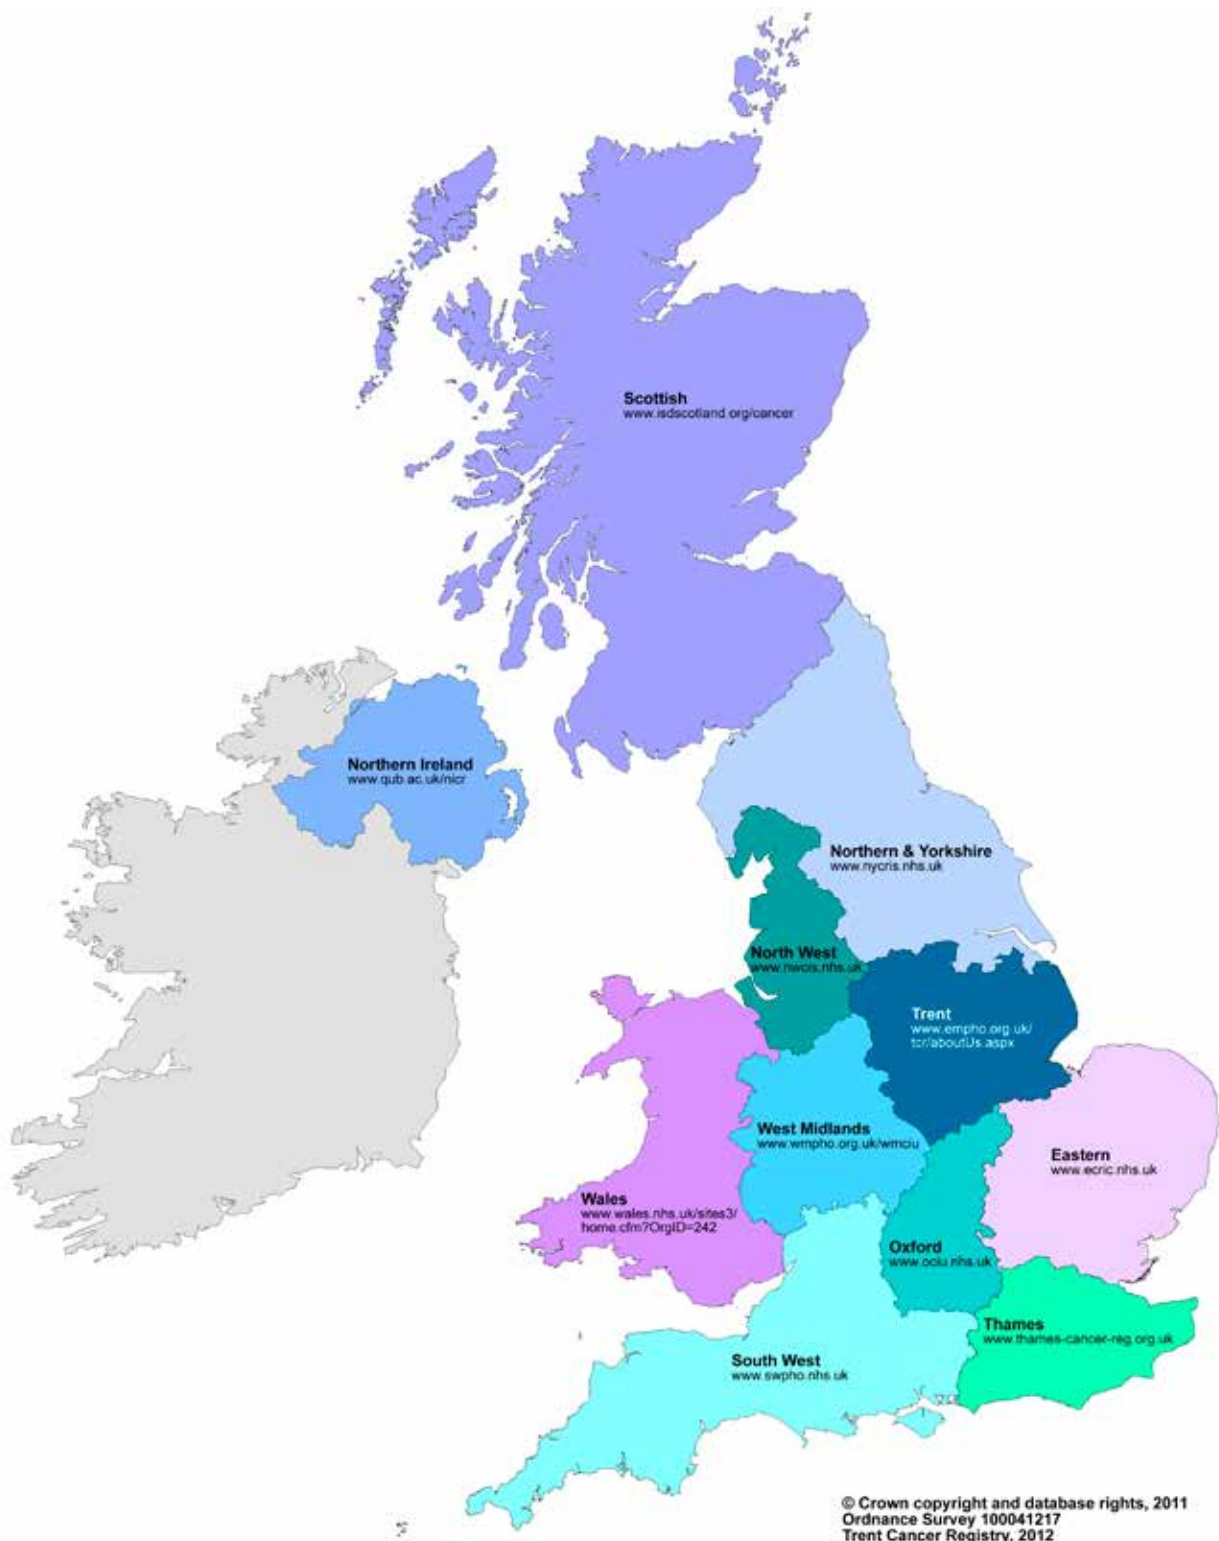 Scottish
www.isdscotland.org/cancer
Northern Ireland
www.qub.ac.uk/nicr
Northern & Yorkshire
www.nycris.nhs.uk
North West
www.nwcis.nhs.uk
Trent
www.empho.org.uk/
tcr/aboutUs.aspx
West Midlands
www.wmpho.org.uk/wmciu
Eastern
www.ecric.nhs.uk
Wales
www.wales.nhs.uk/sites3/
home.cfm?OrgID=242
Oxford
www.ociu.nhs.uk
Thames
www.thames-cancer-reg.org.uk
South West
www.swpho.nhs.uk
© Crown copyright and database rights, 2011
Ordnance Survey 100041217
Trent Cancer Registry, 2012